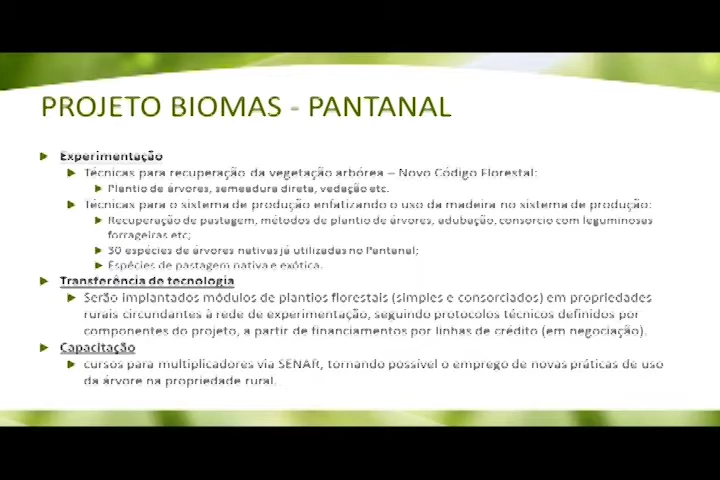 PROJETO BIOMAS - PANTANAL
Experimentação
Técnicas para recuperação da vegetação arbórea – Novo Código Florestal:
Plantio de árvores, semeadura direta, vedação etc.
Técnicas para o sistema de produção enfatizando o uso da madeira no sistema de produção:
Recuperação de pastagem, métodos de plantio de árvores, adubação, consorcio com leguminosas
forrageiras etc;
30 espécies de árvores nativas já utilizadas no Pantanal;
Espécies de pastagem nativa e exótica.
Transferência de tecnologia
Serão implantados módulos de plantios florestais (simples e consorciados) em propriedades
rurais circundantes à rede de experimentação, seguindo protocolos técnicos definidos por
componentes do projeto, a partir de financiamentos por linhas de crédito (em negociação).
Capacitação
cursos para multiplicadores via SENAR, tornando possível o emprego de novas práticas de uso
da árvore na propriedade rural.